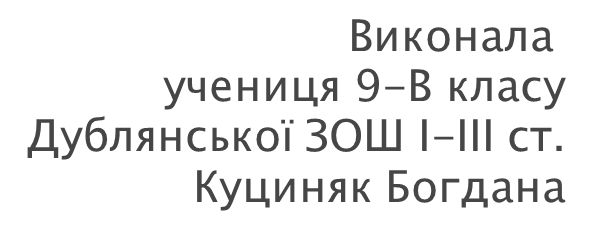 Виконала
учениця 9-В класу
Дублянської ЗОШ І-ІІІ ст.
Куциняк Богдана